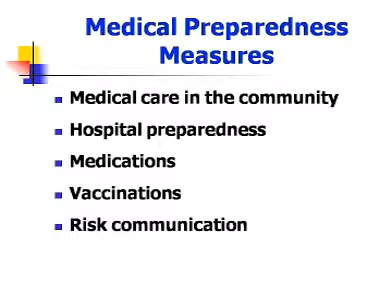 Medical Preparedness
Measures
Medical care in the community
Hospital preparedness
Medications
Vaccinations
Risk communication